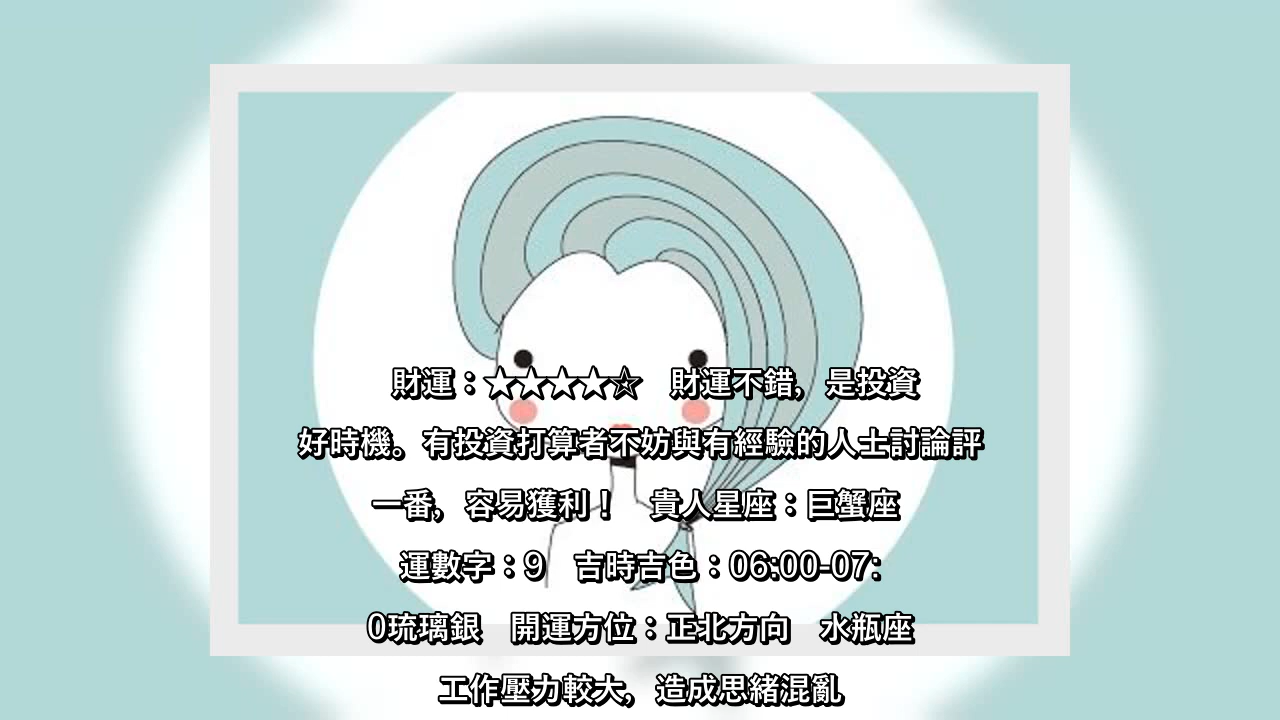 財運：★★★★☆　財運不錯，是投資
好時機。有投資打算者不妨與有經驗的人士討論評
一番，容易獲利！　貴人星座：巨蟹座
運數字：9　吉時吉色：06:00-07:
0琉璃銀　開運方位：正北方向　水瓶座
工作壓力較大，造成思緒混亂